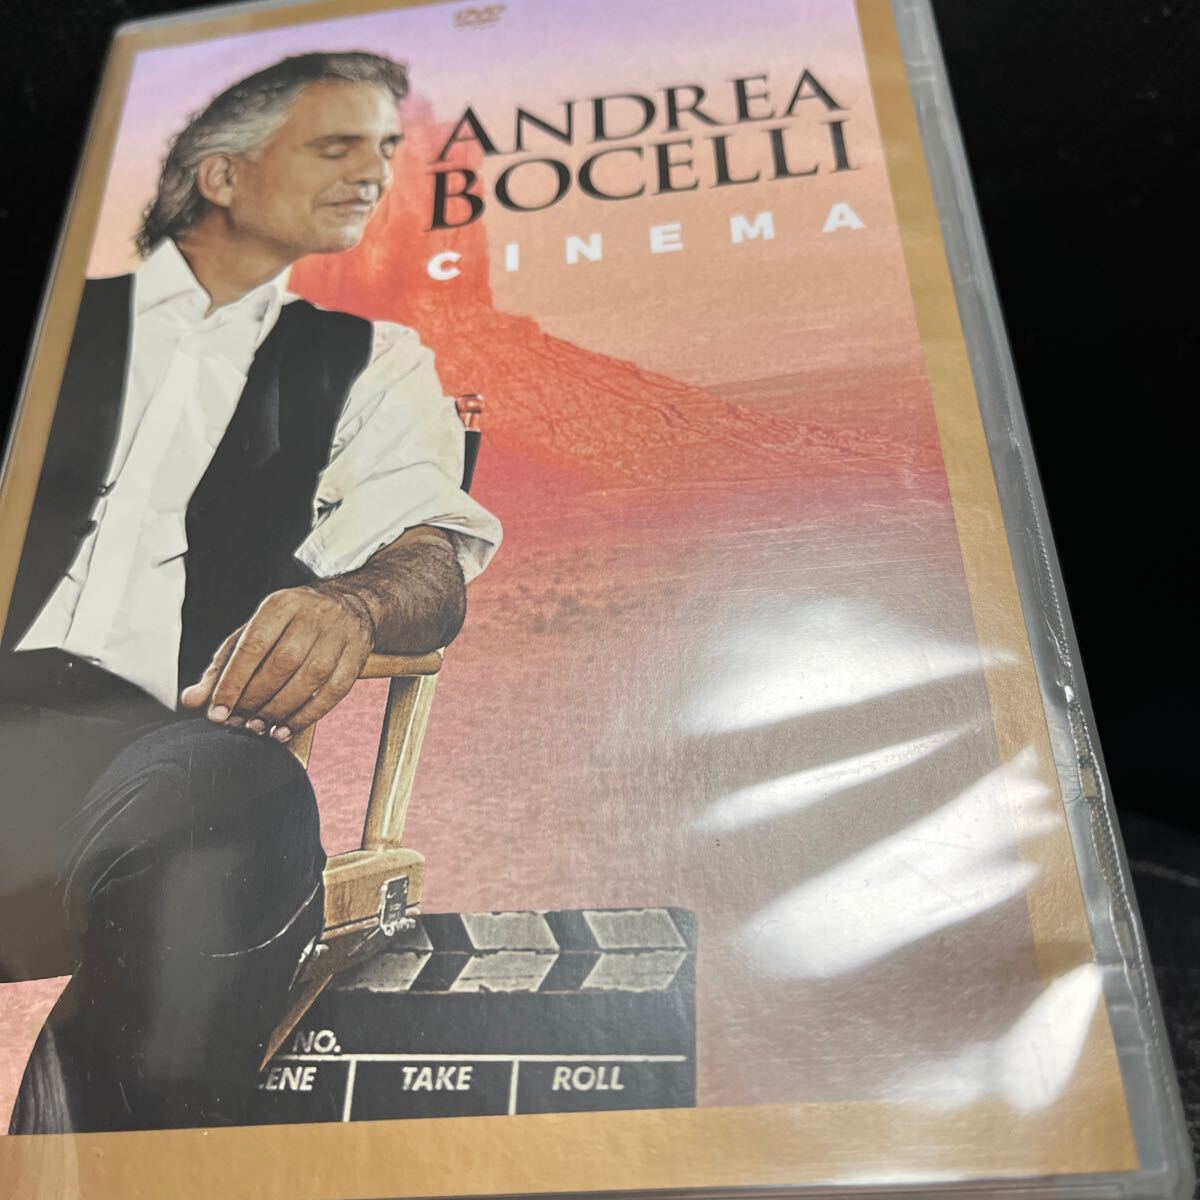 DVD
ANDREA
BOCELLI
CINEMA
NO.
ENE TAKE ROLL